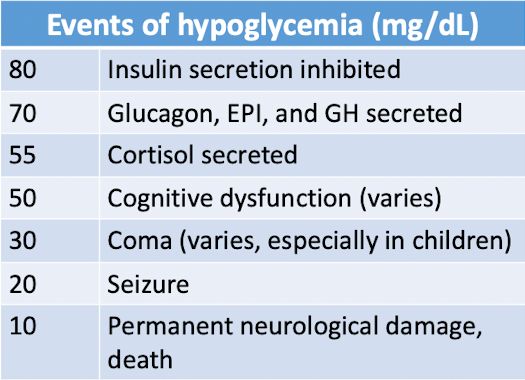 Events of hypoglycemia (mg/dL)
80 Insulin secretion inhibited
70 Glucagon, EPI, and GH secreted
55 Cortisol secreted
50 Cognitive dysfunction (varies)
30 Coma (varies, especially in children)
20 Seizure
10 Permanent neurological damage,
death